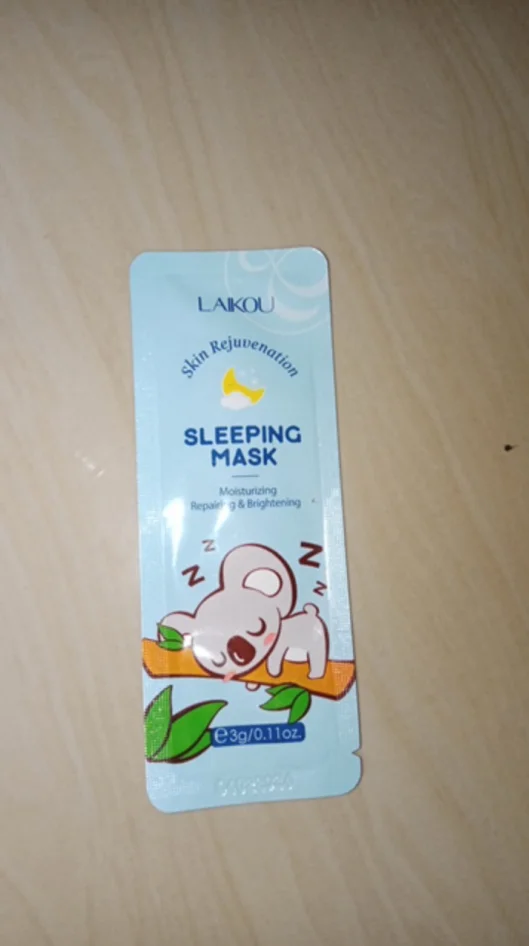 LAIKOU
Skin Rejuvenation
SLEEPING
MASK
Moisturizing
Repairing & Brightening
Z
Z
Z
Z
℮3g/0.11oz.